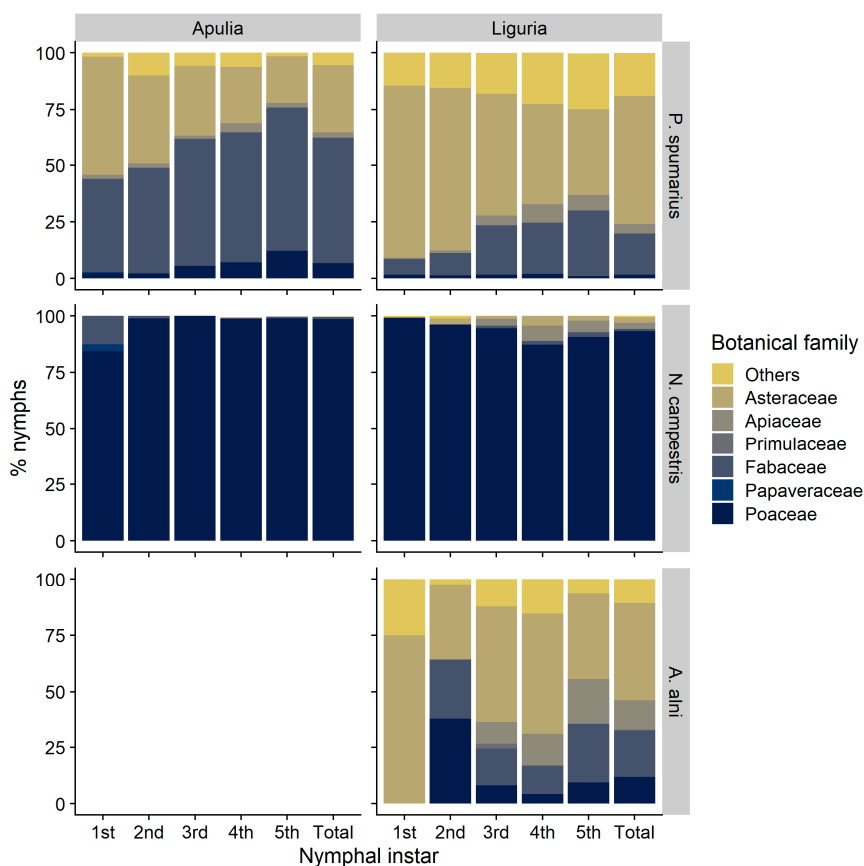 Apulia
Liguria
100
75
50
25
0
P. spumarius
100
75
50
25
0
N. campestris
100
75
50
25
0
A. alni
% nymphs
1st 2nd 3rd 4th 5th Total
1st 2nd 3rd 4th 5th Total
Nymphal instar
Botanical family
Others
Asteraceae
Apiaceae
Primulaceae
Fabaceae
Papaveraceae
Poaceae